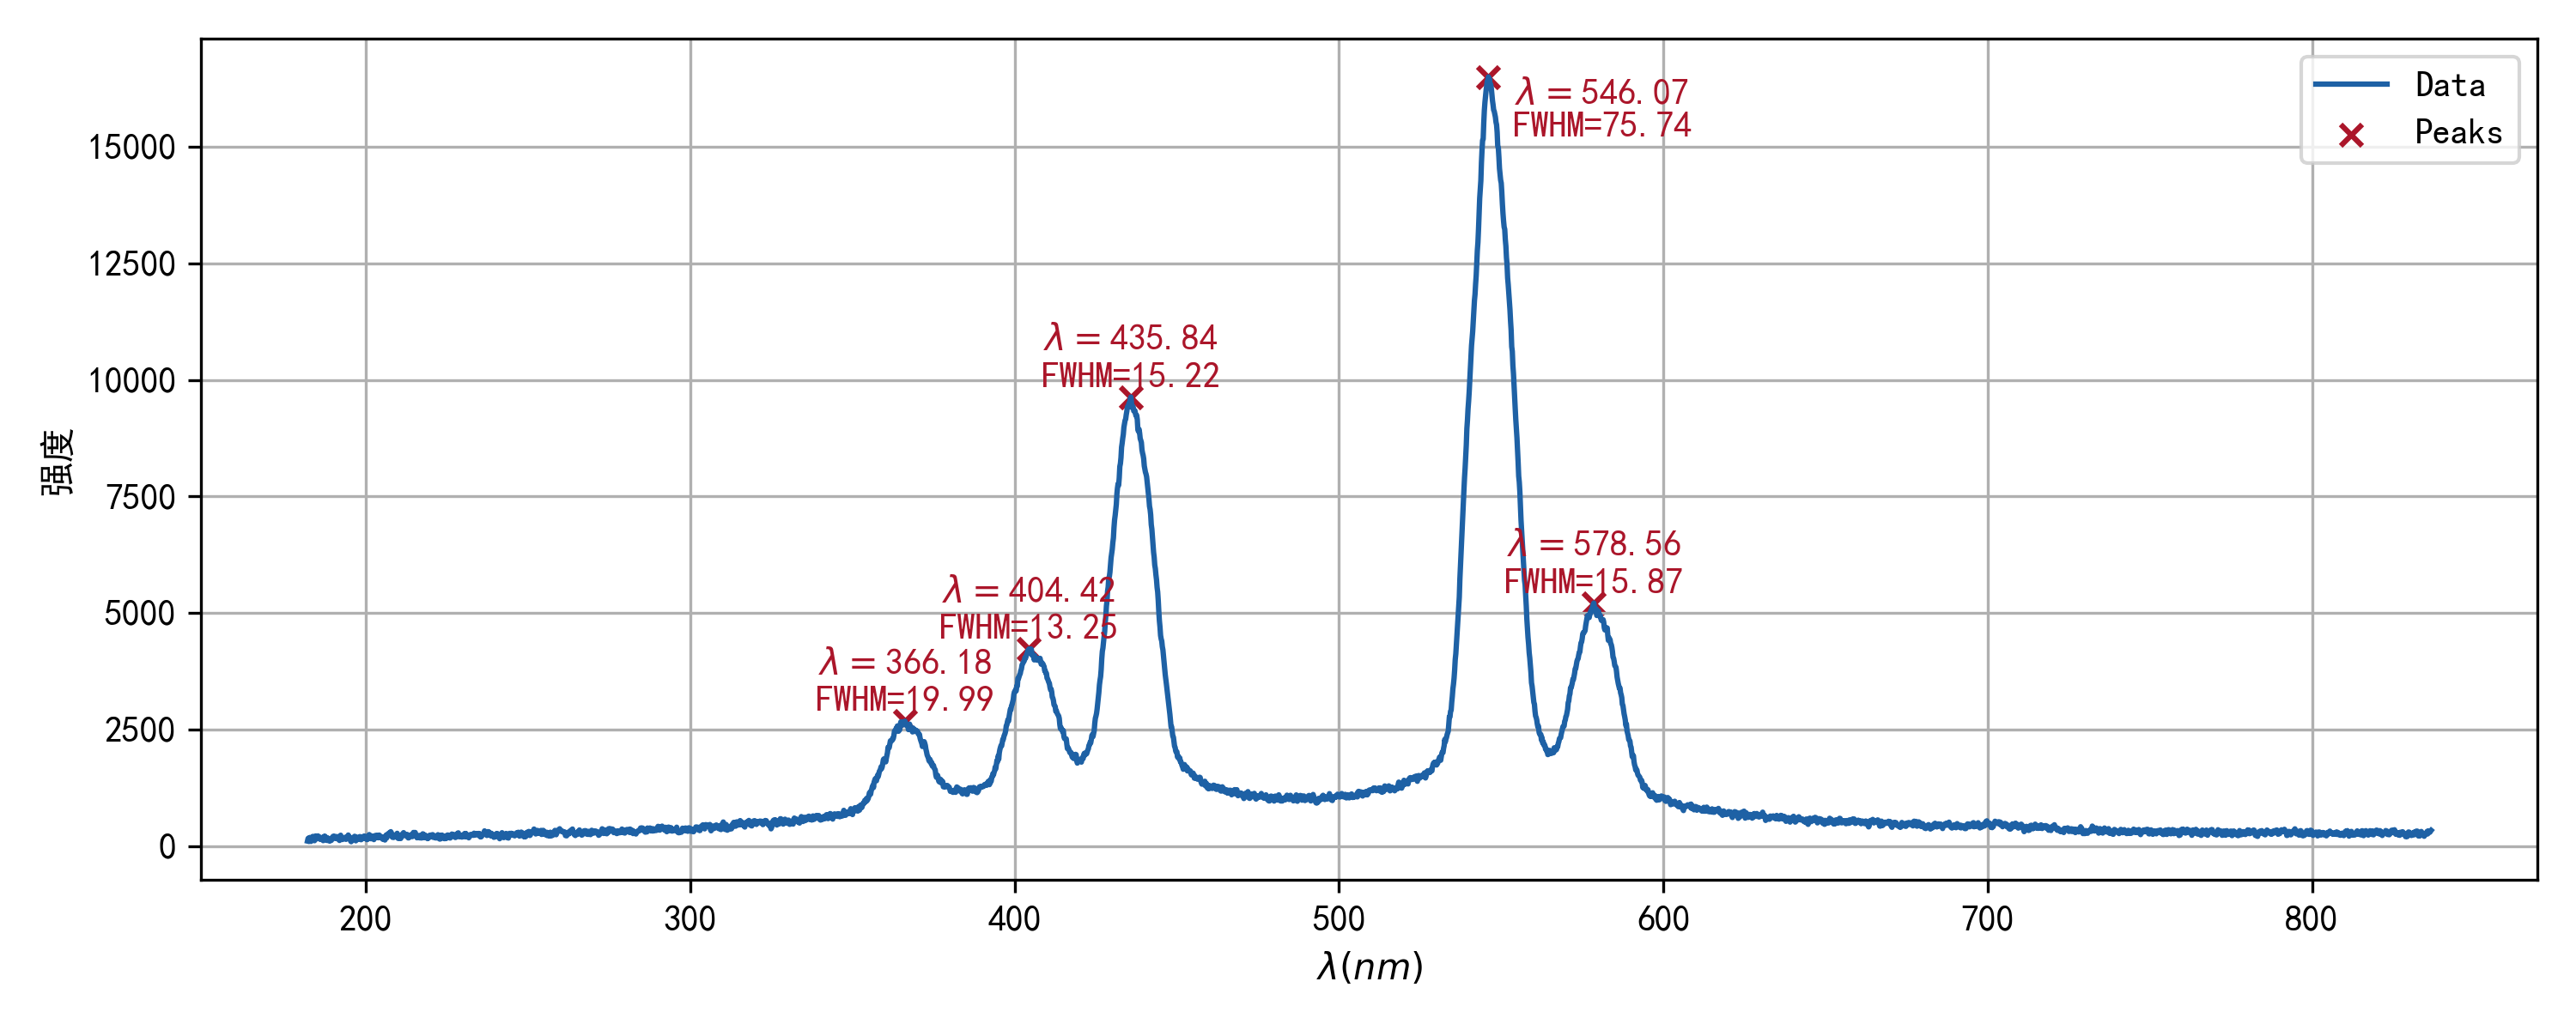 λ = 546.07
FWHM=75.74
Data
Peaks
15000
12500
λ = 435.84
FWHM=15.22
10000
强度
7500
λ = 578.56
FWHM=15.87
λ = 404.42
FWHM=13.25
5000
λ = 366.18
FWHM=19.99
2500
0
200 300 400 500 600 700 800
λ(nm)